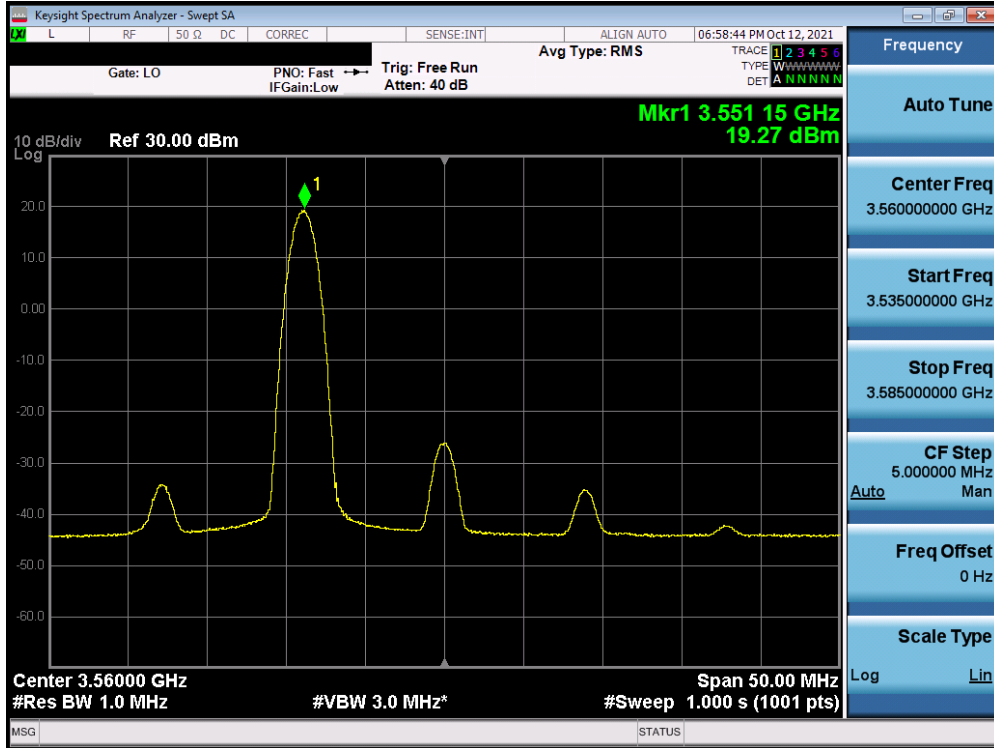 Keysight Spectrum Analyzer - Swept SA
LXI L RF 50 Ω DC CORREC SENSE:INT ALIGN AUTO 06:58:44 PM Oct 12, 2021
Gate: LO
PNO: Fast
IFGain:Low
Trig: Free Run
Atten: 40 dB
Avg Type: RMS
TRACE 1 2 3 4 5 6
TYPE WWWWWW
DET A N N N N N
Mkr1 3.551 15 GHz
19.27 dBm
10 dB/div Ref 30.00 dBm
Log
1
20.0
10.0
0.00
-10.0
-20.0
-30.0
-40.0
-50.0
-60.0
Center 3.56000 GHz
Span 50.00 MHz
#Res BW 1.0 MHz
#VBW 3.0 MHz*
#Sweep 1.000 s (1001 pts)
MSG
STATUS
Frequency
Auto Tune
Center Freq
3.560000000 GHz
Start Freq
3.535000000 GHz
Stop Freq
3.585000000 GHz
CF Step
5.000000 MHz
Auto Man
Freq Offset
0 Hz
Scale Type
Log Lin